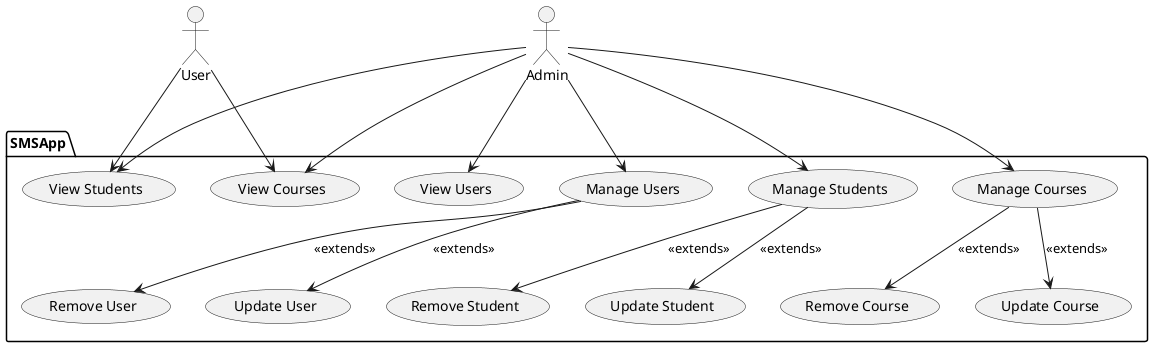 User
Admin
SMSApp
View Students
View Courses
View Users
Manage Users
Manage Students
Manage Courses
«extends»
«extends»
«extends»
«extends»
«extends»
«extends»
Remove User
Update User
Remove Student
Update Student
Remove Course
Update Course